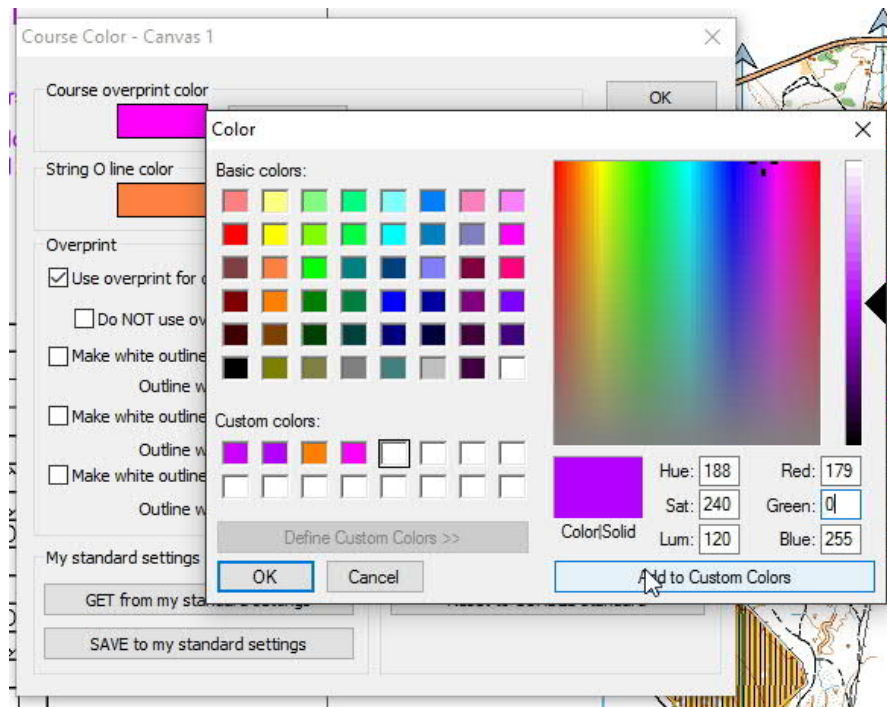 Course Color - Canvas 1
Course overprint color
OK
String O line color
Overprint
Use overprint for
Do NOT use
Make white outline
Outline
Make white outline
Outline
Make white outline
Outline
My standard settings
GET from my standard settings
SAVE to my standard settings
Color
Basic colors:
Custom colors:
Define Custom Colors >>
OK Cancel
Color|Solid
Hue: 188 Red: 179
Sat: 240 Green: 0
Lum: 120 Blue: 255
Add to Custom Colors